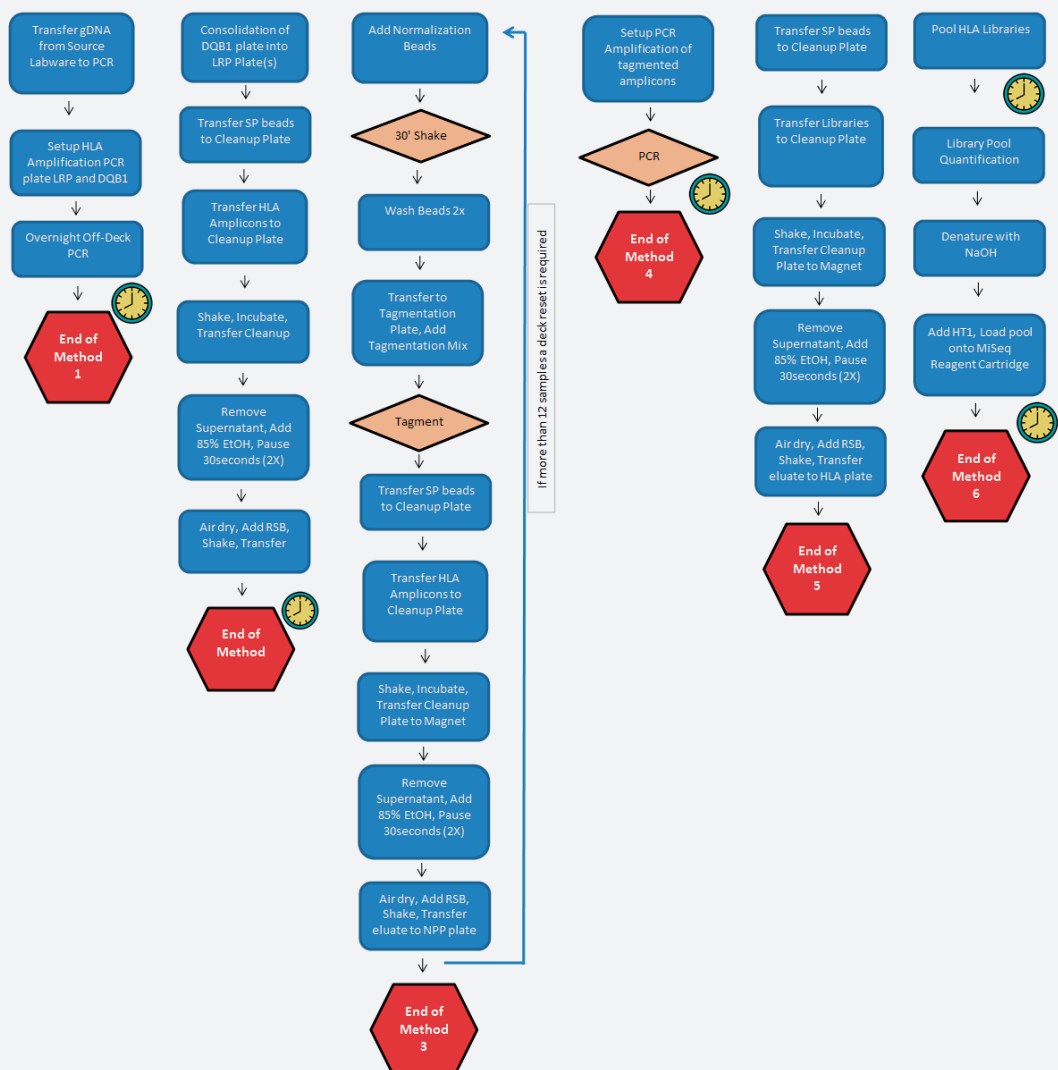 Transfer gDNA
from Source
Labware to PCR
Setup HLA
Amplification PCR
plate LRP and DQB1
Overnight Off-Deck
PCR
End of
Method
1
Consolidation of
DQB1 plate into
LRP Plate(s)
Transfer SP beads
to Cleanup Plate
Transfer HLA
Amplicons to
Cleanup Plate
Shake, Incubate,
Transfer Cleanup
Remove
Supernatant, Add
85% EtOH, Pause
30seconds (2X)
Air dry, Add RSB,
Shake, Transfer
End of
Method
Add Normalization
Beads
30' Shake
Wash Beads 2x
Transfer to
Tagmentation
Plate, Add
Tagmentation Mix
Tagment
Transfer SP beads
to Cleanup Plate
Transfer HLA
Amplicons to
Cleanup Plate
Shake, Incubate,
Transfer Cleanup
Plate to Magnet
Remove
Supernatant, Add
85% EtOH, Pause
30seconds (2X)
Air dry, Add RSB,
Shake, Transfer
eluate to NPP plate
End of
Method
3
If more than 12 samples a deck reset is required
Setup PCR
Amplification of
tagmented
amplicons
PCR
End of
Method
4
Transfer SP beads
to Cleanup Plate
Transfer Libraries
to Cleanup Plate
Shake, Incubate,
Transfer Cleanup
Plate to Magnet
Remove
Supernatant, Add
85% EtOH, Pause
30seconds (2X)
Air dry, Add RSB,
Shake, Transfer
eluate to HLA plate
End of
Method
5
Pool HLA Libraries
Library Pool
Quantification
Denature with
NaOH
Add HT1, Load pool
onto MiSeq
Reagent Cartridge
End of
Method
6